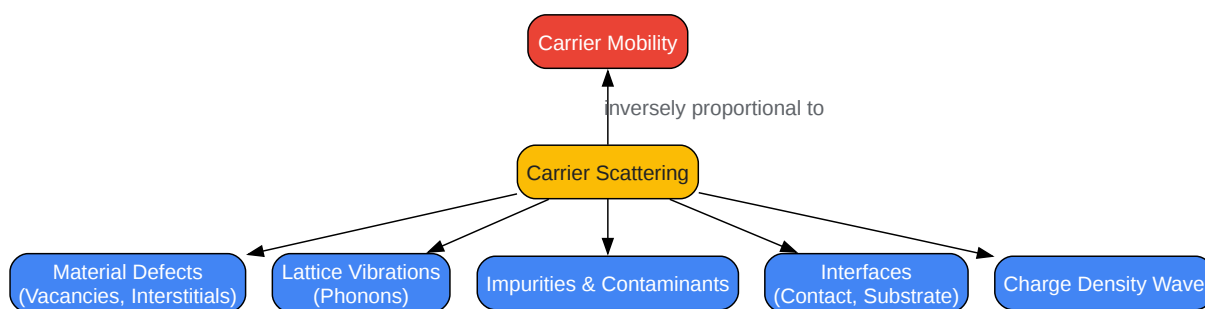 Carrier Mobility
inversely proportional to
Carrier Scattering
Material Defects
(Vacancies, Interstitials)
Lattice Vibrations
(Phonons)
Impurities & Contaminants
Interfaces
(Contact, Substrate)
Charge Density Wave